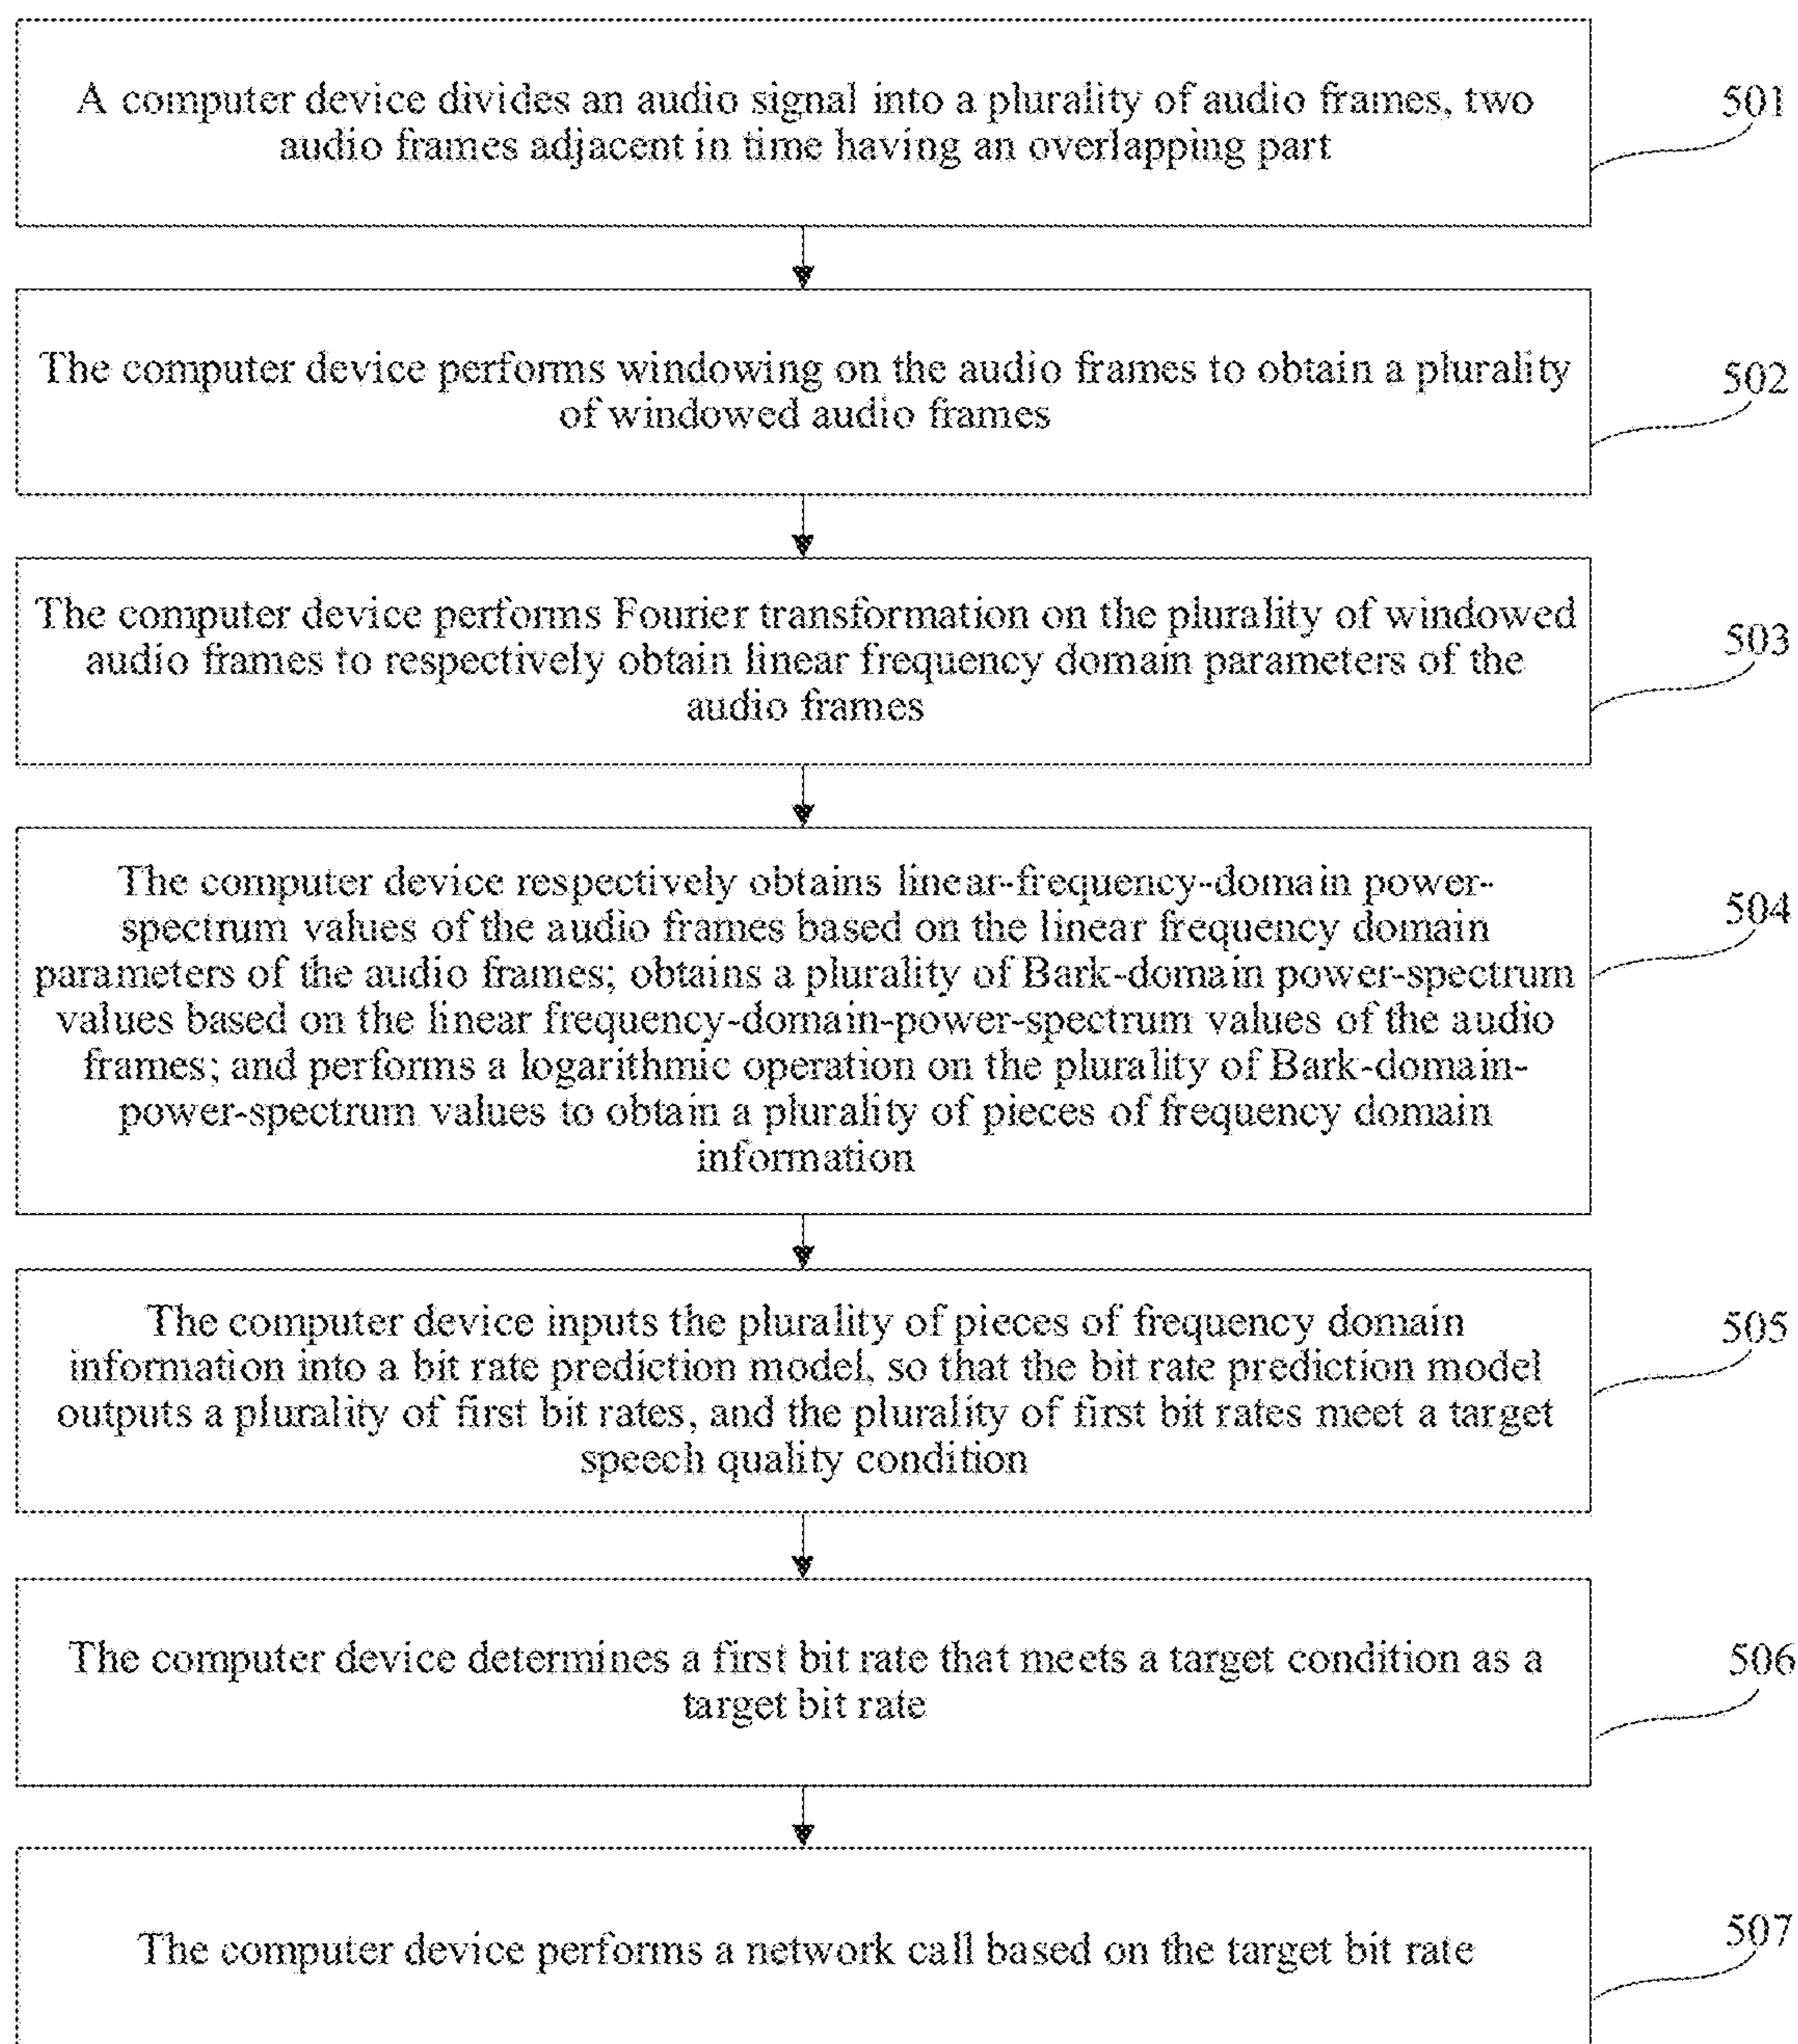 A computer device divides an audio signal into a plurality of audio frames, two
audio frames adjacent in time having an overlapping part
501
The computer device performs windowing on the audio frames to obtain a plurality
of windowed audio frames
502
The computer device performs Fourier transformation on the plurality of windowed
audio frames to respectively obtain linear frequency domain parameters of the
audio frames
503
The computer device respectively obtains linear-frequency-domain power-
spectrum values of the audio frames based on the linear frequency domain
parameters of the audio frames; obtains a plurality of Bark-domain power-spectrum
values based on the linear frequency-domain-power-spectrum values of the audio
frames; and performs a logarithmic operation on the plurality of Bark-domain-
power-spectrum values to obtain a plurality of pieces of frequency domain
information
504
The computer device inputs the plurality of pieces of frequency domain
information into a bit rate prediction model, so that the bit rate prediction model
outputs a plurality of first bit rates, and the plurality of first bit rates meet a target
speech quality condition
505
The computer device determines a first bit rate that meets a target condition as a
target bit rate
506
The computer device performs a network call based on the target bit rate
507